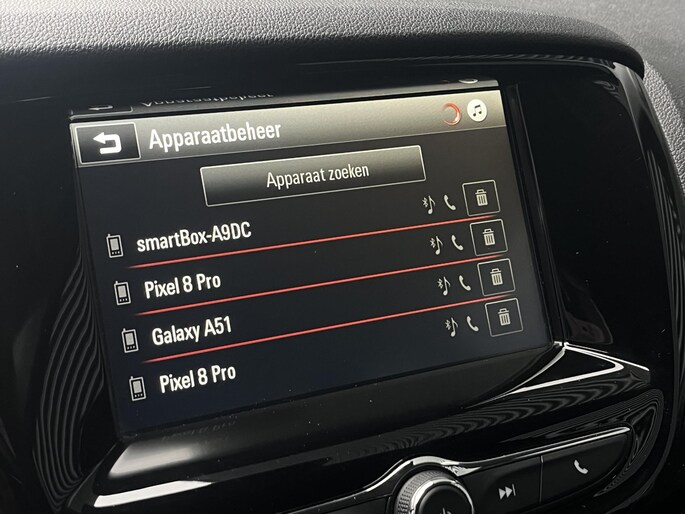 Apparaatbeheer
Apparaat zoeken
smartBox-A9DC
Pixel 8 Pro
Galaxy A51
Pixel 8 Pro